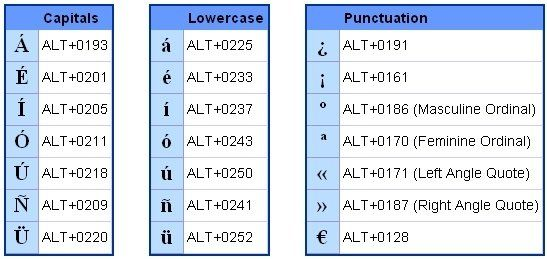 Capitals
Á ALT+0193
É ALT+0201
Í ALT+0205
Ó ALT+0211
Ú ALT+0218
Ñ ALT+0209
Ü ALT+0220
Lowercase
á ALT+0225
é ALT+0233
í ALT+0237
ó ALT+0243
ú ALT+0250
ñ ALT+0241
ü ALT+0252
Punctuation
¿ ALT+0191
¡ ALT+0161
º ALT+0186 (Masculine Ordinal)
ª ALT+0170 (Feminine Ordinal)
« ALT+0171 (Left Angle Quote)
» ALT+0187 (Right Angle Quote)
€ ALT+0128